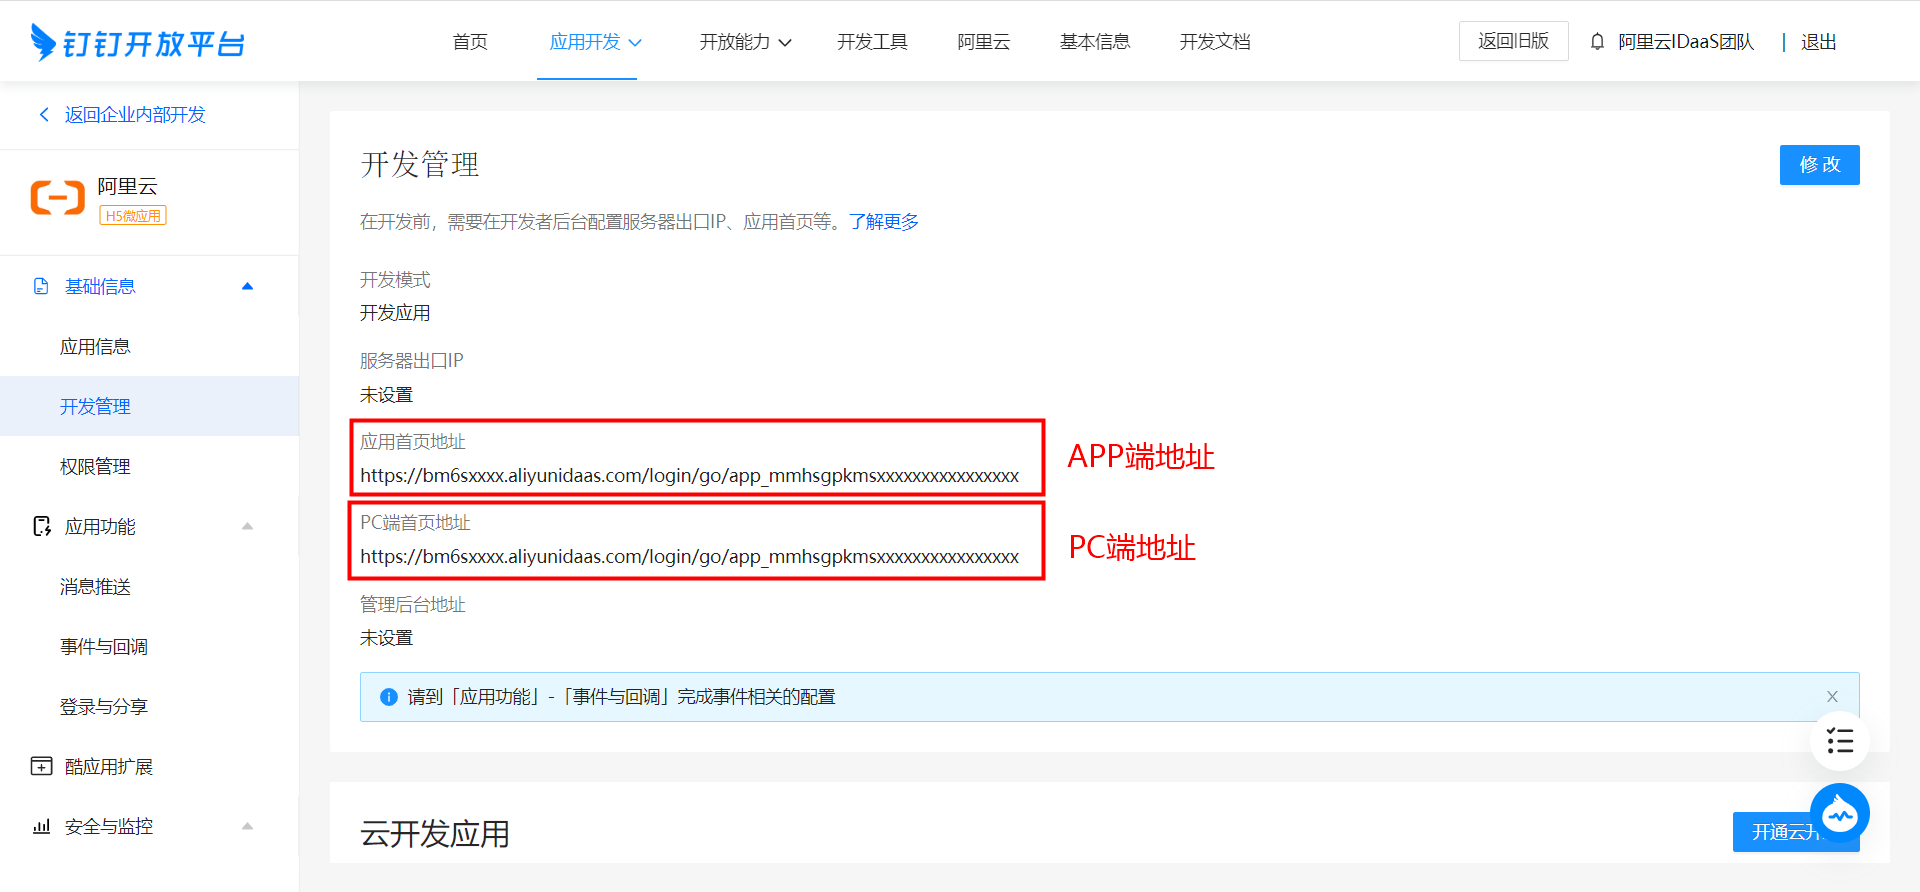 钉钉开放平台
首页
应用开发
开放能力
开发工具
阿里云
基本信息
开发文档
返回旧版
阿里云IDaaS团队
退出
返回企业内部开发
阿里云
H5微应用
基础信息
应用信息
开发管理
权限管理
应用功能
消息推送
事件与回调
登录与分享
酷应用扩展
安全与监控
开发管理
修 改
在开发前，需要在开发者后台配置服务器出口IP、应用首页等。了解更多
开发模式
开发应用
服务器出口IP
未设置
应用首页地址
https://bm6sxxxx.aliyunidaas.com/login/go/app_mmhsgpkmsxxxxxxxxxxxxxxxx
APP端地址
PC端首页地址
https://bm6sxxxx.aliyunidaas.com/login/go/app_mmhsgpkmsxxxxxxxxxxxxxxxx
PC端地址
管理后台地址
未设置
请到「应用功能」-「事件与回调」完成事件相关的配置
云开发应用
开通云开